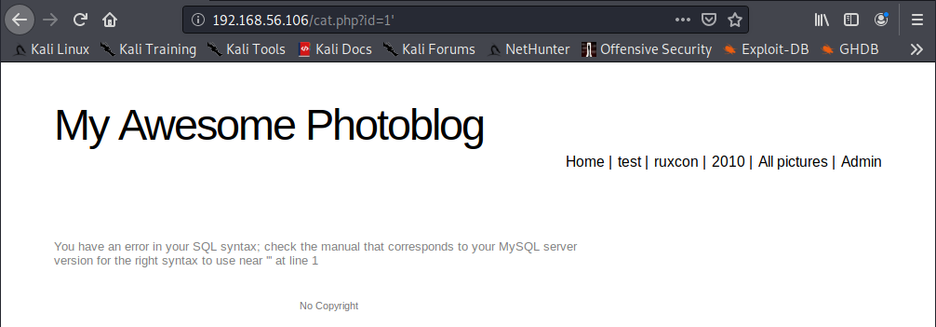 192.168.56.106/cat.php?id=1'
Kali Linux Kali Training Kali Tools Kali Docs Kali Forums NetHunter Offensive Security Exploit-DB GHDB
My Awesome Photoblog
Home | test | ruxcon | 2010 | All pictures | Admin
You have an error in your SQL syntax; check the manual that corresponds to your MySQL server
version for the right syntax to use near ''' at line 1
No Copyright